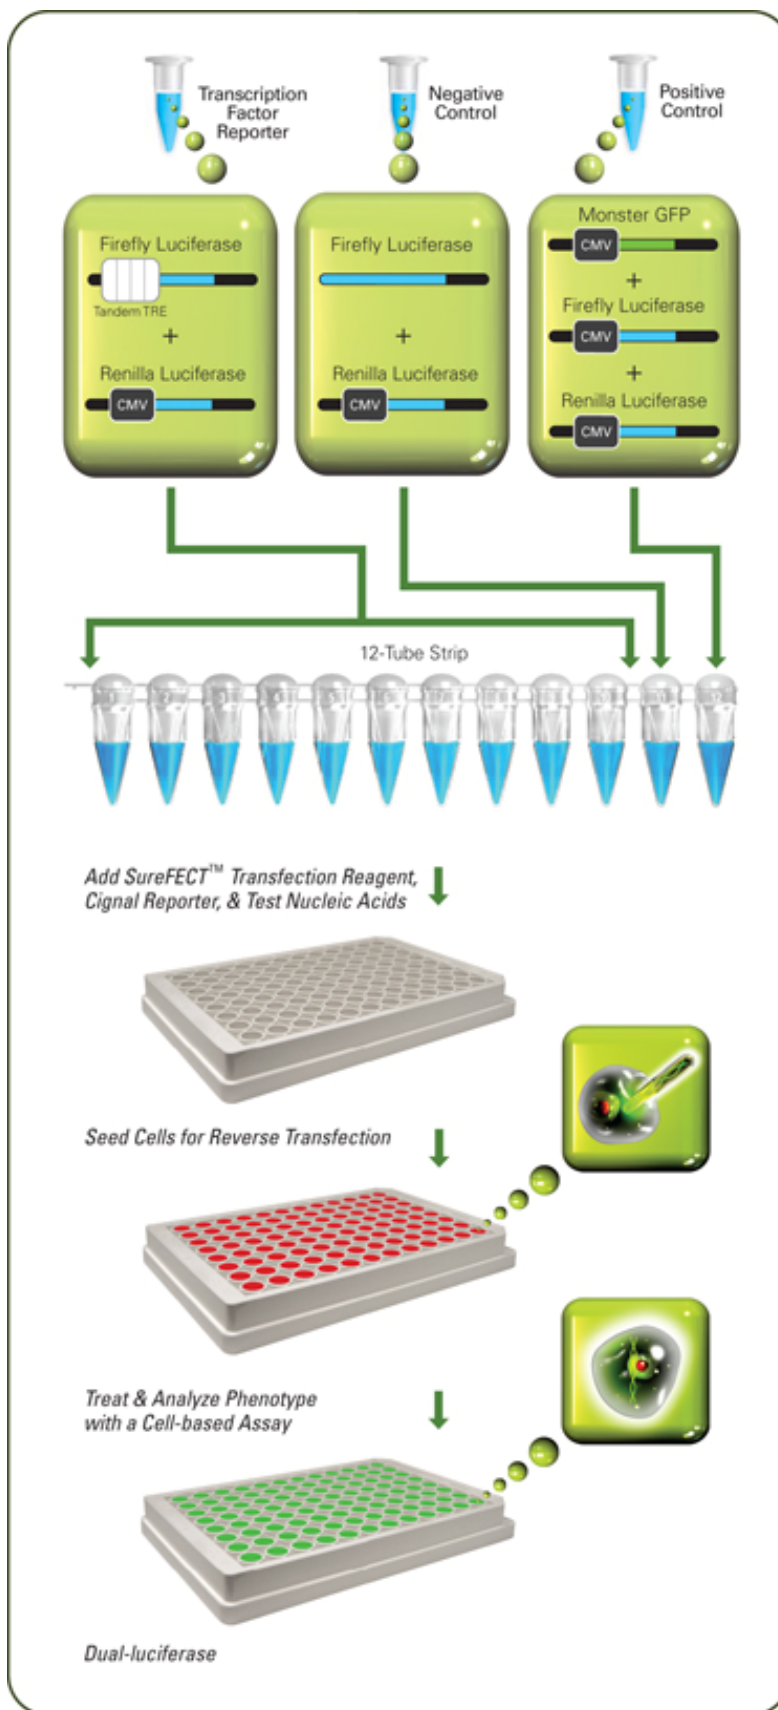 Transcription
Factor
Reporter
Negative
Control
Positive
Control
Firefly Luciferase
Tandem TRE
+
Renilla Luciferase
CMV
Firefly Luciferase
+
Renilla Luciferase
CMV
Monster GFP
CMV
+
Firefly Luciferase
CMV
+
Renilla Luciferase
CMV
12-Tube Strip
Add SureFECT™ Transfection Reagent,
Cignal Reporter, & Test Nucleic Acids
Seed Cells for Reverse Transfection
Treat & Analyze Phenotype
with a Cell-based Assay
Dual-luciferase